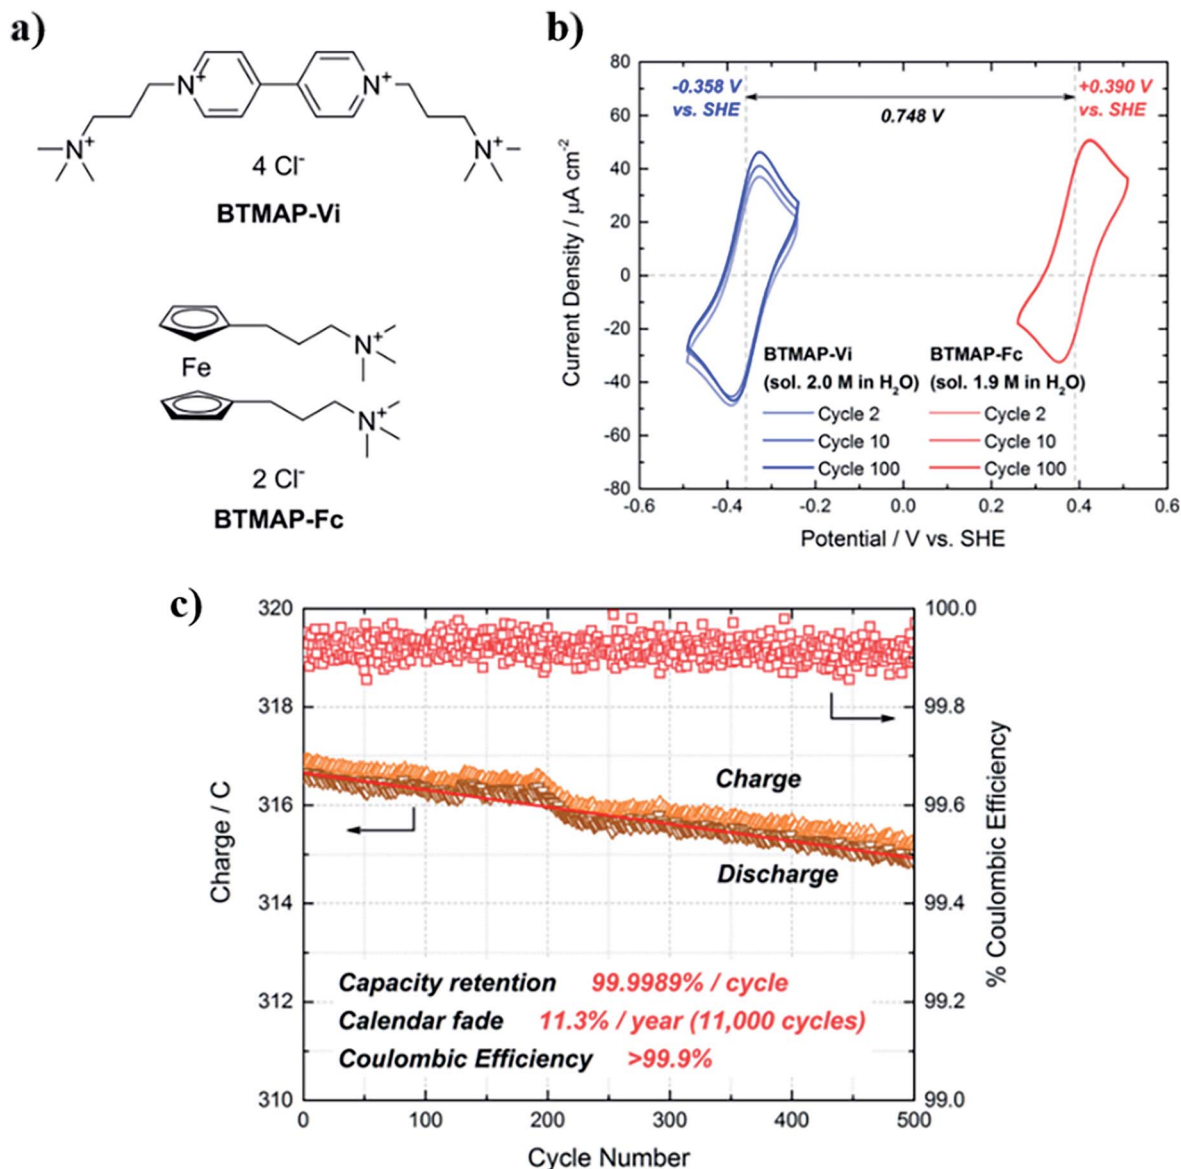 a)
N+
N+
N+
N+
4 Cl-
BTMAP-Vi
Fe
N+
N+
2 Cl-
BTMAP-Fc
b)
80
60
40
20
0
-20
-40
-60
-80
Current Density / μA cm-2
-0.358 V
vs. SHE
0.748 V
+0.390 V
vs. SHE
BTMAP-Vi
(sol. 2.0 M in H2O)
Cycle 2
Cycle 10
Cycle 100
BTMAP-Fc
(sol. 1.9 M in H2O)
Cycle 2
Cycle 10
Cycle 100
-0.6 -0.4 -0.2 0.0 0.2 0.4 0.6
Potential / V vs. SHE
c)
320
318
316
314
312
310
Charge / C
100.0
99.8
99.6
99.4
99.2
99.0
% Coulombic Efficiency
Charge
Discharge
Capacity retention 99.9989% / cycle
Calendar fade 11.3% / year (11,000 cycles)
Coulombic Efficiency >99.9%
0 100 200 300 400 500
Cycle Number